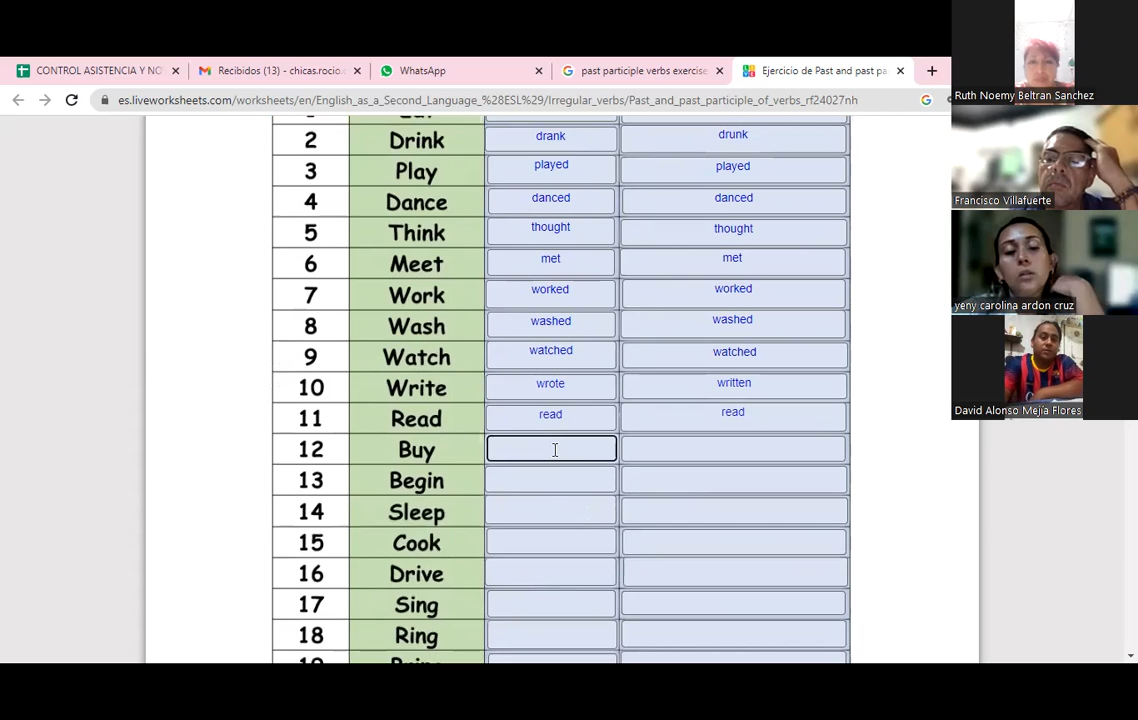 CONTROL ASISTENCIA Y NO
Recibidos (13) - chicas.rocio.c
WhatsApp
past participle verbs exercise
Ejercicio de Past and past pa
es.liveworksheets.com/worksheets/en/English_as_a_Second_Language_%28ESL%29/Irregular_verbs/Past_and_past_participle_of_verbs_rf24027nh
2 Drink drank drunk
3 Play played played
4 Dance danced danced
5 Think thought thought
6 Meet met met
7 Work worked worked
8 Wash washed washed
9 Watch watched watched
10 Write wrote written
11 Read read read
12 Buy
13 Begin
14 Sleep
15 Cook
16 Drive
17 Sing
18 Ring
Ruth Noemy Beltran Sanchez
Francisco Villafuerte
yeny carolina ardon cruz
David Alonso Mejía Flores